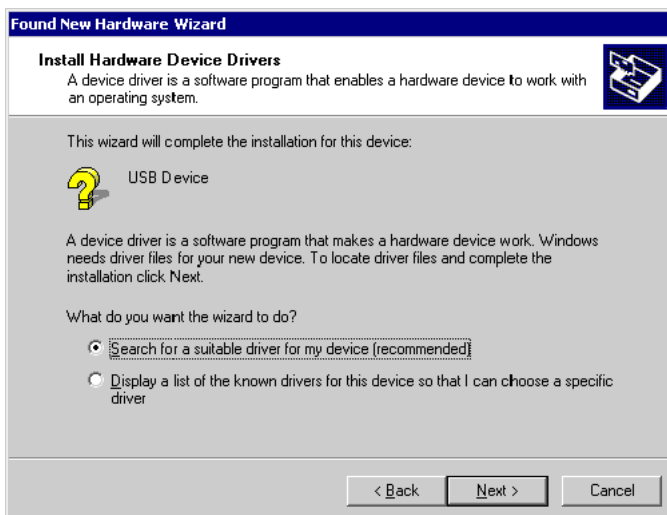 Found New Hardware Wizard
Install Hardware Device Drivers
A device driver is a software program that enables a hardware device to work with
an operating system.
This wizard will complete the installation for this device:
USB Device
A device driver is a software program that makes a hardware device work. Windows
needs driver files for your new device. To locate driver files and complete the
installation click Next.
What do you want the wizard to do?
Search for a suitable driver for my device (recommended)
Display a list of the known drivers for this device so that I can choose a specific
driver
< Back
Next >
Cancel